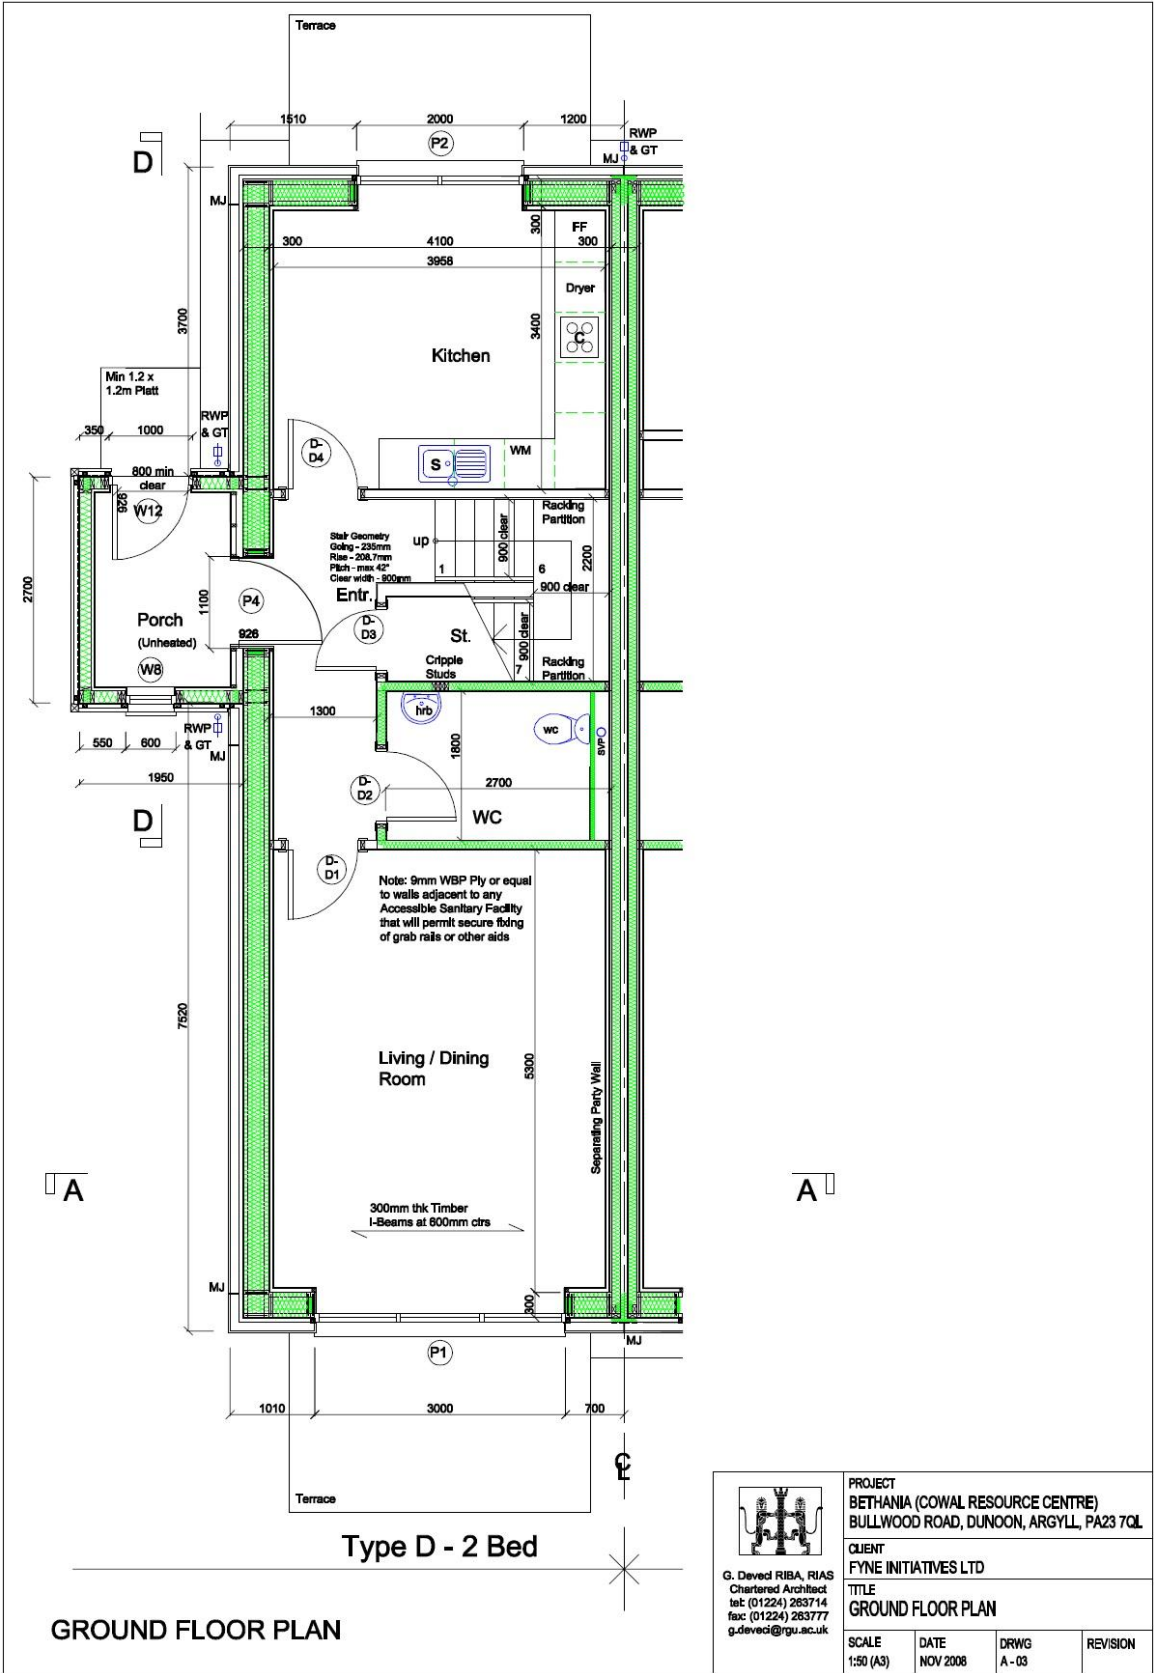 Terrace
1510
2000
1200
P2
RWP
& GT
MJ
D
MJ
300
FF
300
4100
300
3958
Dryer
3700
3400
C
Kitchen
Min 1.2 x
1.2m Platt
RWP
& GT
350
1000
D-
D4
S
WM
800 min
clear
926
W12
Racking
Partition
Stair Geometry
Going - 235mm
Rise - 208.7mm
Pitch - max 42°
Clear width - 900mm
up
900 clear
1
6
2200
900 clear
2700
1100
P4
Entr.
Porch
(Unheated)
926
D-
D3
St.
900 clear
W8
Cripple
Studs
7
Racking
Partition
1300
hrb
wc
SVP
RWP
& GT
MJ
550
600
1800
1950
D-
D2
2700
D
WC
D-
D1
Note: 9mm WBP Ply or equal
to walls adjacent to any
Accessible Sanitary Facility
that will permit secure fixing
of grab rails or other aids
7520
5300
Living / Dining
Room
Separating Party Wall
A
A
300mm thk Timber
I-Beams at 600mm ctrs
MJ
300
P1
MJ
1010
3000
700
CL
Terrace
Type D - 2 Bed
GROUND FLOOR PLAN
G. Deveci RIBA, RIAS
Chartered Architect
tel: (01224) 263714
fax: (01224) 263777
g.deveci@rgu.ac.uk
PROJECT
BETHANIA (COWAL RESOURCE CENTRE)
BULLWOOD ROAD, DUNOON, ARGYLL, PA23 7QL
CLIENT
FYNE INITIATIVES LTD
TITLE
GROUND FLOOR PLAN
SCALE
1:50 (A3)
DATE
NOV 2008
DRWG
A - 03
REVISION